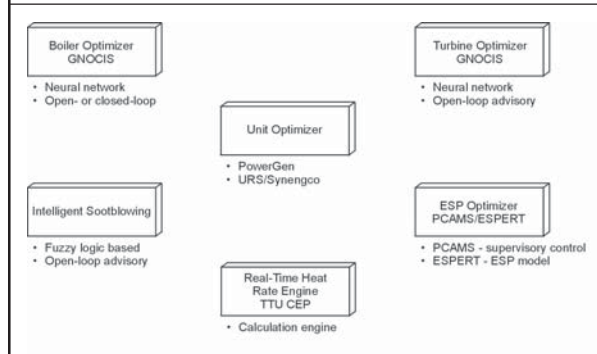 Boiler Optimizer
GNOCIS
• Neural network
• Open- or closed-loop
Turbine Optimizer
GNOCIS
• Neural network
• Open-loop advisory
Unit Optimizer
• PowerGen
• URS/Synengco
Intelligent Sootblowing
• Fuzzy logic based
• Open-loop advisory
ESP Optimizer
PCAMS/ESPERT
• PCAMS - supervisory control
• ESPERT - ESP model
Real-Time Heat
Rate Engine
TTU CEP
• Calculation engine